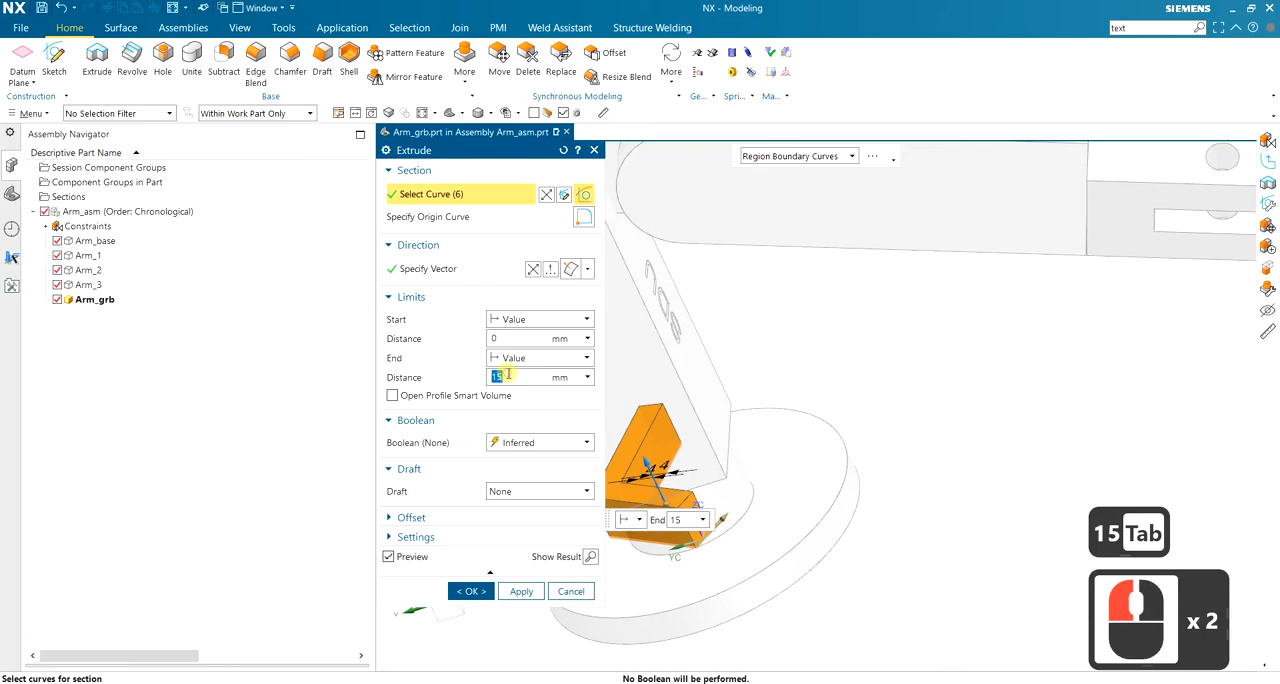 NX
Window
NX - Modeling
SIEMENS
File
Home
Surface
Assemblies
View
Tools
Application
Selection
Join
PMI
Weld Assistant
Structure Welding
text
Datum Plane
Sketch
Extrude
Revolve
Hole
Unite
Subtract
Edge Blend
Chamfer
Draft
Shell
Pattern Feature
Mirror Feature
More
Move
Delete
Replace
Offset
Resize Blend
More
Construction
Base
Synchronous Modeling
Ge...
Spri...
Ma...
Menu
No Selection Filter
Within Work Part Only
Assembly Navigator
Descriptive Part Name
Session Component Groups
Component Groups in Part
Sections
Arm_asm (Order: Chronological)
Constraints
Arm_base
Arm_1
Arm_2
Arm_3
Arm_grb
Arm_grb.prt in Assembly Arm_asm.prt
Extrude
Section
Select Curve (6)
Specify Origin Curve
Direction
Specify Vector
Limits
Start
Value
Distance
0
mm
End
Value
Distance
15
mm
Open Profile Smart Volume
Boolean
Boolean (None)
Inferred
Draft
Draft
None
Offset
Settings
Preview
Show Result
< OK >
Apply
Cancel
Region Boundary Curves
nas
4 4
ZC
End
15
YC
Y
15 Tab
x 2
Select curves for section
No Boolean will be performed.